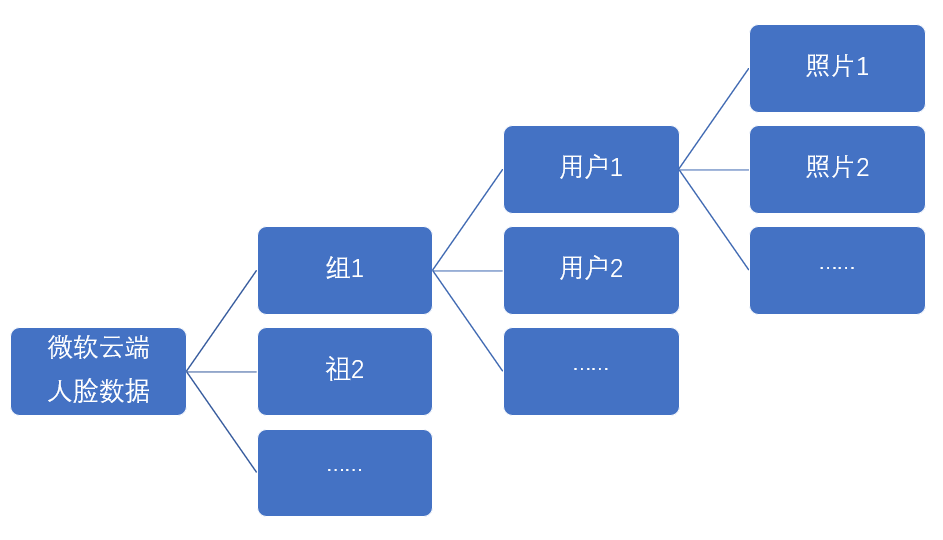 微软云端
人脸数据
组1
祖2
……
用户1
用户2
……
照片1
照片2
……